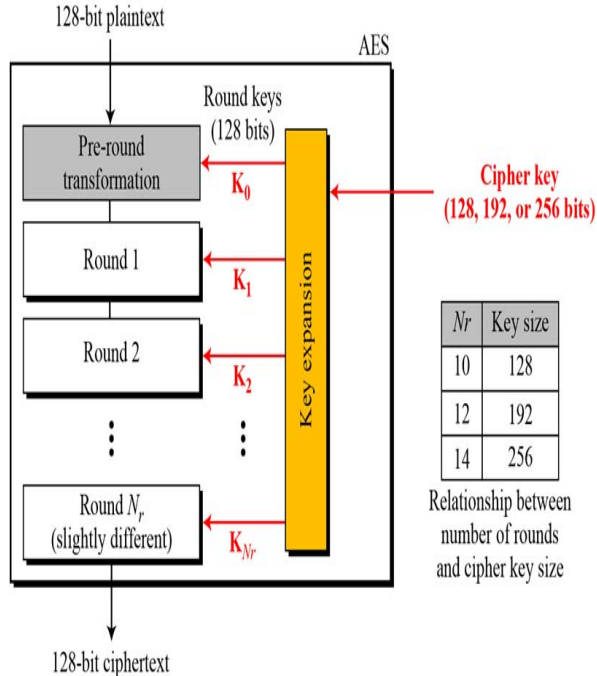 128-bit plaintext
AES
Round keys
(128 bits)
Pre-round
transformation
K0
Cipher key
(128, 192, or 256 bits)
Round 1
K1
Round 2
K2
Key expansion
Nr Key size
10 128
12 192
14 256
Relationship between
number of rounds
and cipher key size
Round Nr
(slightly different)
KNr
128-bit ciphertext